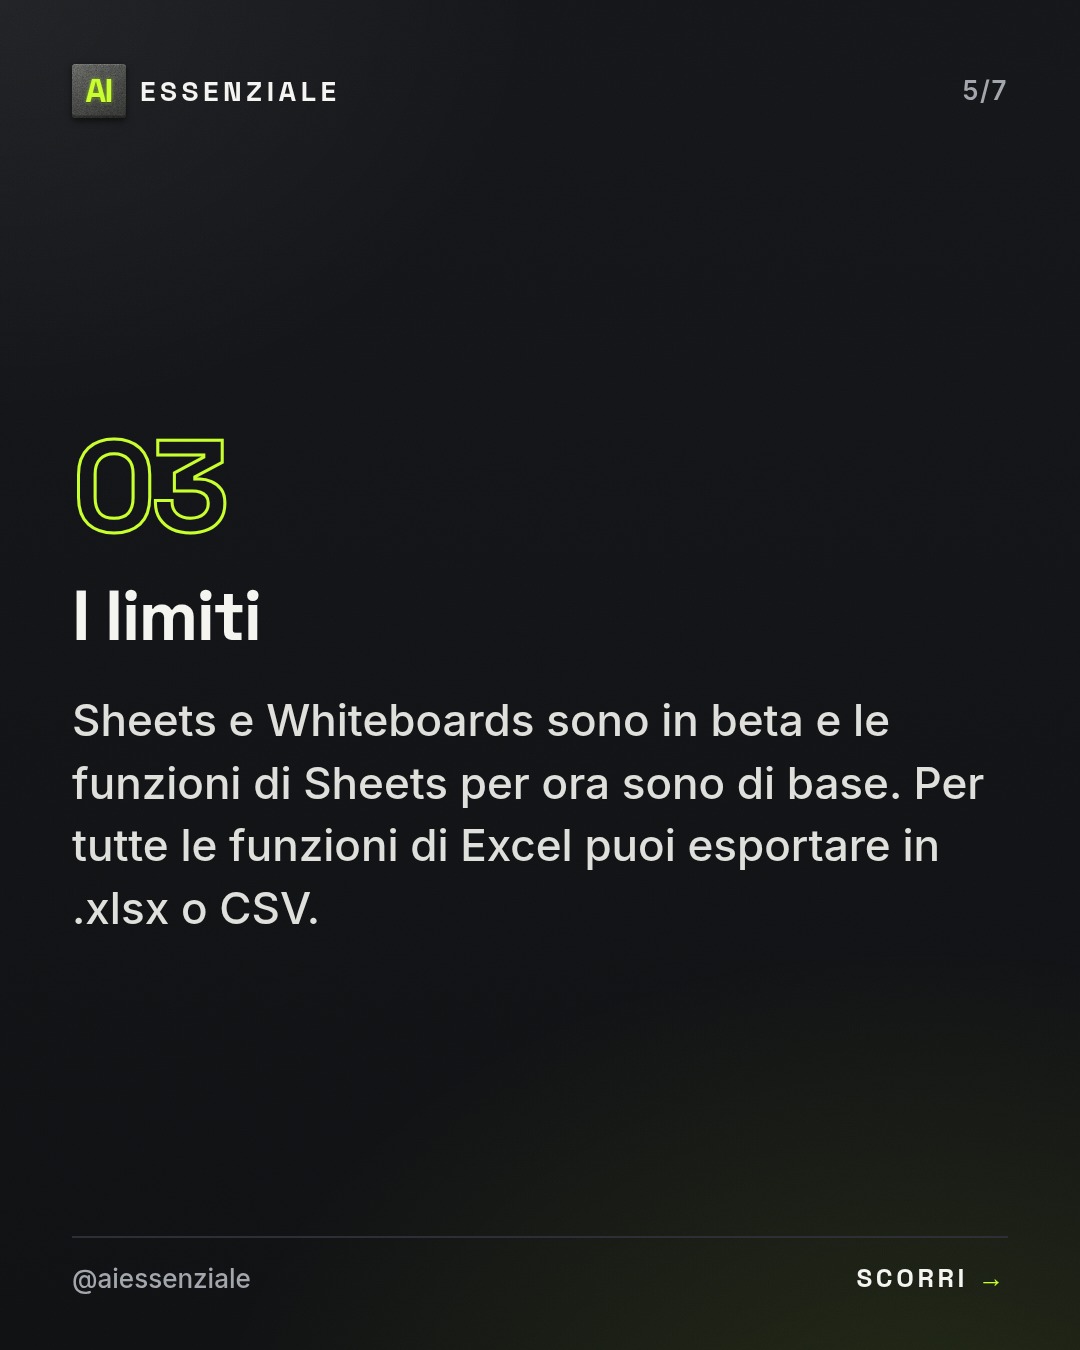 AI ESSENZIALE
5/7
03
I limiti
Sheets e Whiteboards sono in beta e le
funzioni di Sheets per ora sono di base. Per
tutte le funzioni di Excel puoi esportare in
.xlsx o CSV.
@aiessenziale
SCORRI →